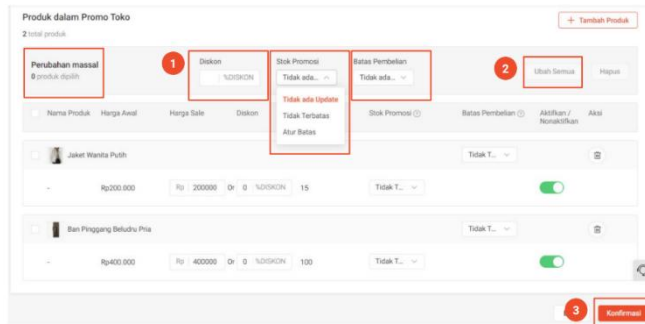 Produk dalam Promo Toko
2 total produk
+ Tambah Produk
Perubahan massal
0 produk dipilih
1
Diskon
%DISKON
Stok Promosi
Tidak ada...
Batas Pembelian
Tidak ada...
2
Ubah Semua
Hapus
Tidak ada Update
Tidak Terbatas
Atur Batas
Nama Produk Harga Awal Harga Sale Diskon Stok Promosi Batas Pembelian Aktifkan / Nonaktifkan Aksi
Jaket Wanita Putih Tidak T...
- Rp200.000 Rp 200000 Or 0 %DISKON 15 Tidak T...
Ban Pinggang Beludru Pria Tidak T...
- Rp400.000 Rp 400000 Or 0 %DISKON 100 Tidak T...
3
Konfirmasi